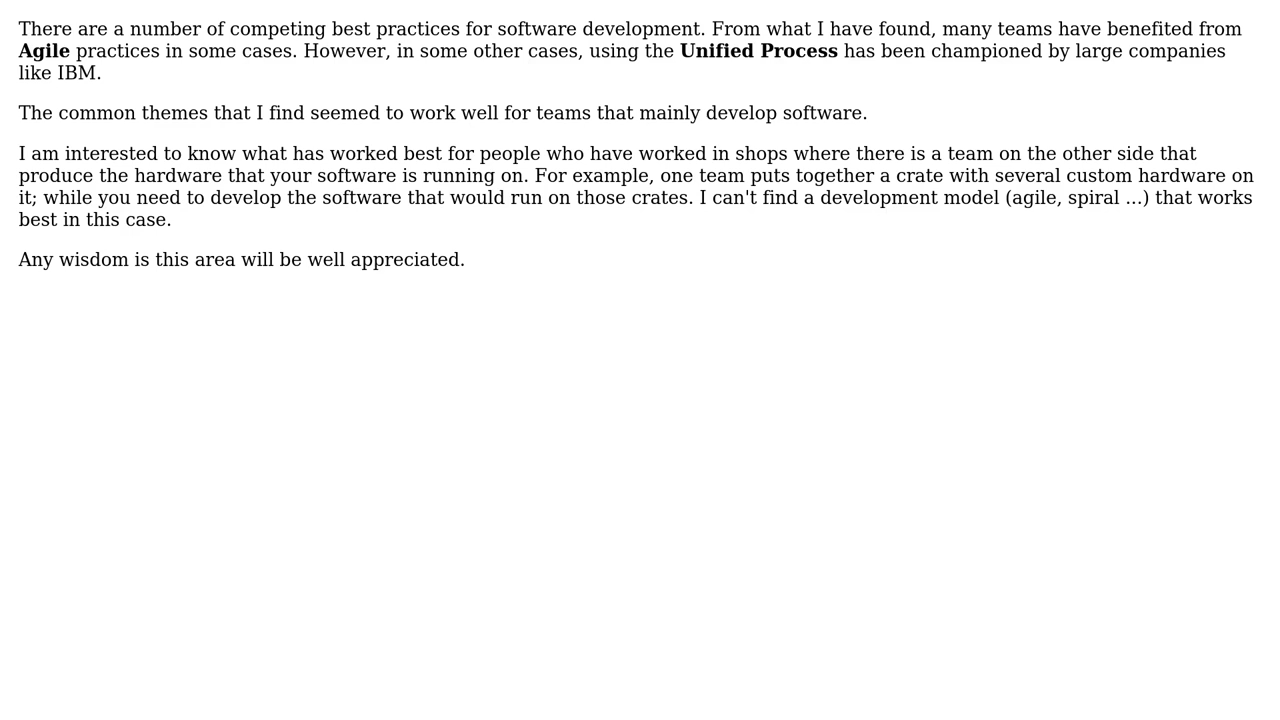 There are a number of competing best practices for software development. From what I have found, many teams have benefited from
Agile practices in some cases. However, in some other cases, using the Unified Process has been championed by large companies
like IBM.
The common themes that I find seemed to work well for teams that mainly develop software.
I am interested to know what has worked best for people who have worked in shops where there is a team on the other side that
produce the hardware that your software is running on. For example, one team puts together a crate with several custom hardware on
it; while you need to develop the software that would run on those crates. I can't find a development model (agile, spiral ...) that works
best in this case.
Any wisdom is this area will be well appreciated.